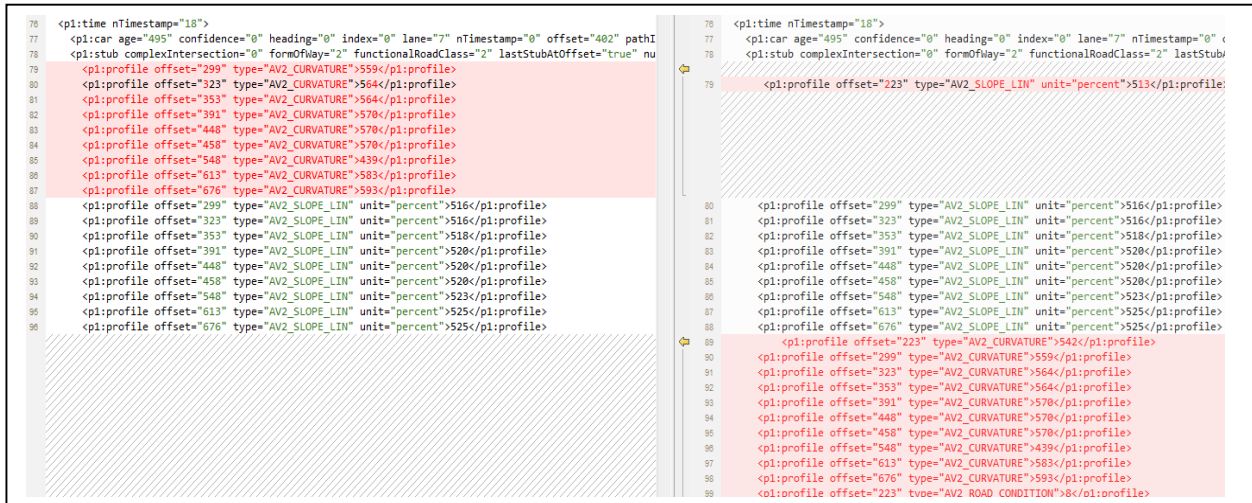 76 <p1:time nTimestamp="18">
77 <p1:car age="495" confidence="0" heading="0" index="0" lane="7" nTimestamp="0" offset="402" pathI
78 <p1:stub complexIntersection="0" formOfWay="2" functionalRoadClass="2" lastStubAtOffset="true" nu
79 <p1:profile offset="299" type="AV2_CURVATURE">559</p1:profile>
80 <p1:profile offset="323" type="AV2_CURVATURE">564</p1:profile>
81 <p1:profile offset="353" type="AV2_CURVATURE">564</p1:profile>
82 <p1:profile offset="391" type="AV2_CURVATURE">570</p1:profile>
83 <p1:profile offset="448" type="AV2_CURVATURE">570</p1:profile>
84 <p1:profile offset="458" type="AV2_CURVATURE">570</p1:profile>
85 <p1:profile offset="548" type="AV2_CURVATURE">439</p1:profile>
86 <p1:profile offset="613" type="AV2_CURVATURE">583</p1:profile>
87 <p1:profile offset="676" type="AV2_CURVATURE">593</p1:profile>
88 <p1:profile offset="299" type="AV2_SLOPE_LIN" unit="percent">516</p1:profile>
89 <p1:profile offset="323" type="AV2_SLOPE_LIN" unit="percent">516</p1:profile>
90 <p1:profile offset="353" type="AV2_SLOPE_LIN" unit="percent">518</p1:profile>
91 <p1:profile offset="391" type="AV2_SLOPE_LIN" unit="percent">520</p1:profile>
92 <p1:profile offset="448" type="AV2_SLOPE_LIN" unit="percent">520</p1:profile>
93 <p1:profile offset="458" type="AV2_SLOPE_LIN" unit="percent">520</p1:profile>
94 <p1:profile offset="548" type="AV2_SLOPE_LIN" unit="percent">523</p1:profile>
95 <p1:profile offset="613" type="AV2_SLOPE_LIN" unit="percent">525</p1:profile>
96 <p1:profile offset="676" type="AV2_SLOPE_LIN" unit="percent">525</p1:profile>
76 <p1:time nTimestamp="18">
77 <p1:car age="495" confidence="0" heading="0" index="0" lane="7" nTimestamp="0"
78 <p1:stub complexIntersection="0" formOfWay="2" functionalRoadClass="2" lastStubA
79 <p1:profile offset="223" type="AV2_SLOPE_LIN" unit="percent">513</p1:profile>
80 <p1:profile offset="299" type="AV2_SLOPE_LIN" unit="percent">516</p1:profile>
81 <p1:profile offset="323" type="AV2_SLOPE_LIN" unit="percent">516</p1:profile>
82 <p1:profile offset="353" type="AV2_SLOPE_LIN" unit="percent">518</p1:profile>
83 <p1:profile offset="391" type="AV2_SLOPE_LIN" unit="percent">520</p1:profile>
84 <p1:profile offset="448" type="AV2_SLOPE_LIN" unit="percent">520</p1:profile>
85 <p1:profile offset="458" type="AV2_SLOPE_LIN" unit="percent">520</p1:profile>
86 <p1:profile offset="548" type="AV2_SLOPE_LIN" unit="percent">523</p1:profile>
87 <p1:profile offset="613" type="AV2_SLOPE_LIN" unit="percent">525</p1:profile>
88 <p1:profile offset="676" type="AV2_SLOPE_LIN" unit="percent">525</p1:profile>
89 <p1:profile offset="223" type="AV2_CURVATURE">542</p1:profile>
90 <p1:profile offset="299" type="AV2_CURVATURE">559</p1:profile>
91 <p1:profile offset="323" type="AV2_CURVATURE">564</p1:profile>
92 <p1:profile offset="353" type="AV2_CURVATURE">564</p1:profile>
93 <p1:profile offset="391" type="AV2_CURVATURE">570</p1:profile>
94 <p1:profile offset="448" type="AV2_CURVATURE">570</p1:profile>
95 <p1:profile offset="458" type="AV2_CURVATURE">570</p1:profile>
96 <p1:profile offset="548" type="AV2_CURVATURE">439</p1:profile>
97 <p1:profile offset="613" type="AV2_CURVATURE">583</p1:profile>
98 <p1:profile offset="676" type="AV2_CURVATURE">593</p1:profile>
99 <p1:profile offset="223" type="AV2_ROAD_CONDITION">8</p1:profile>